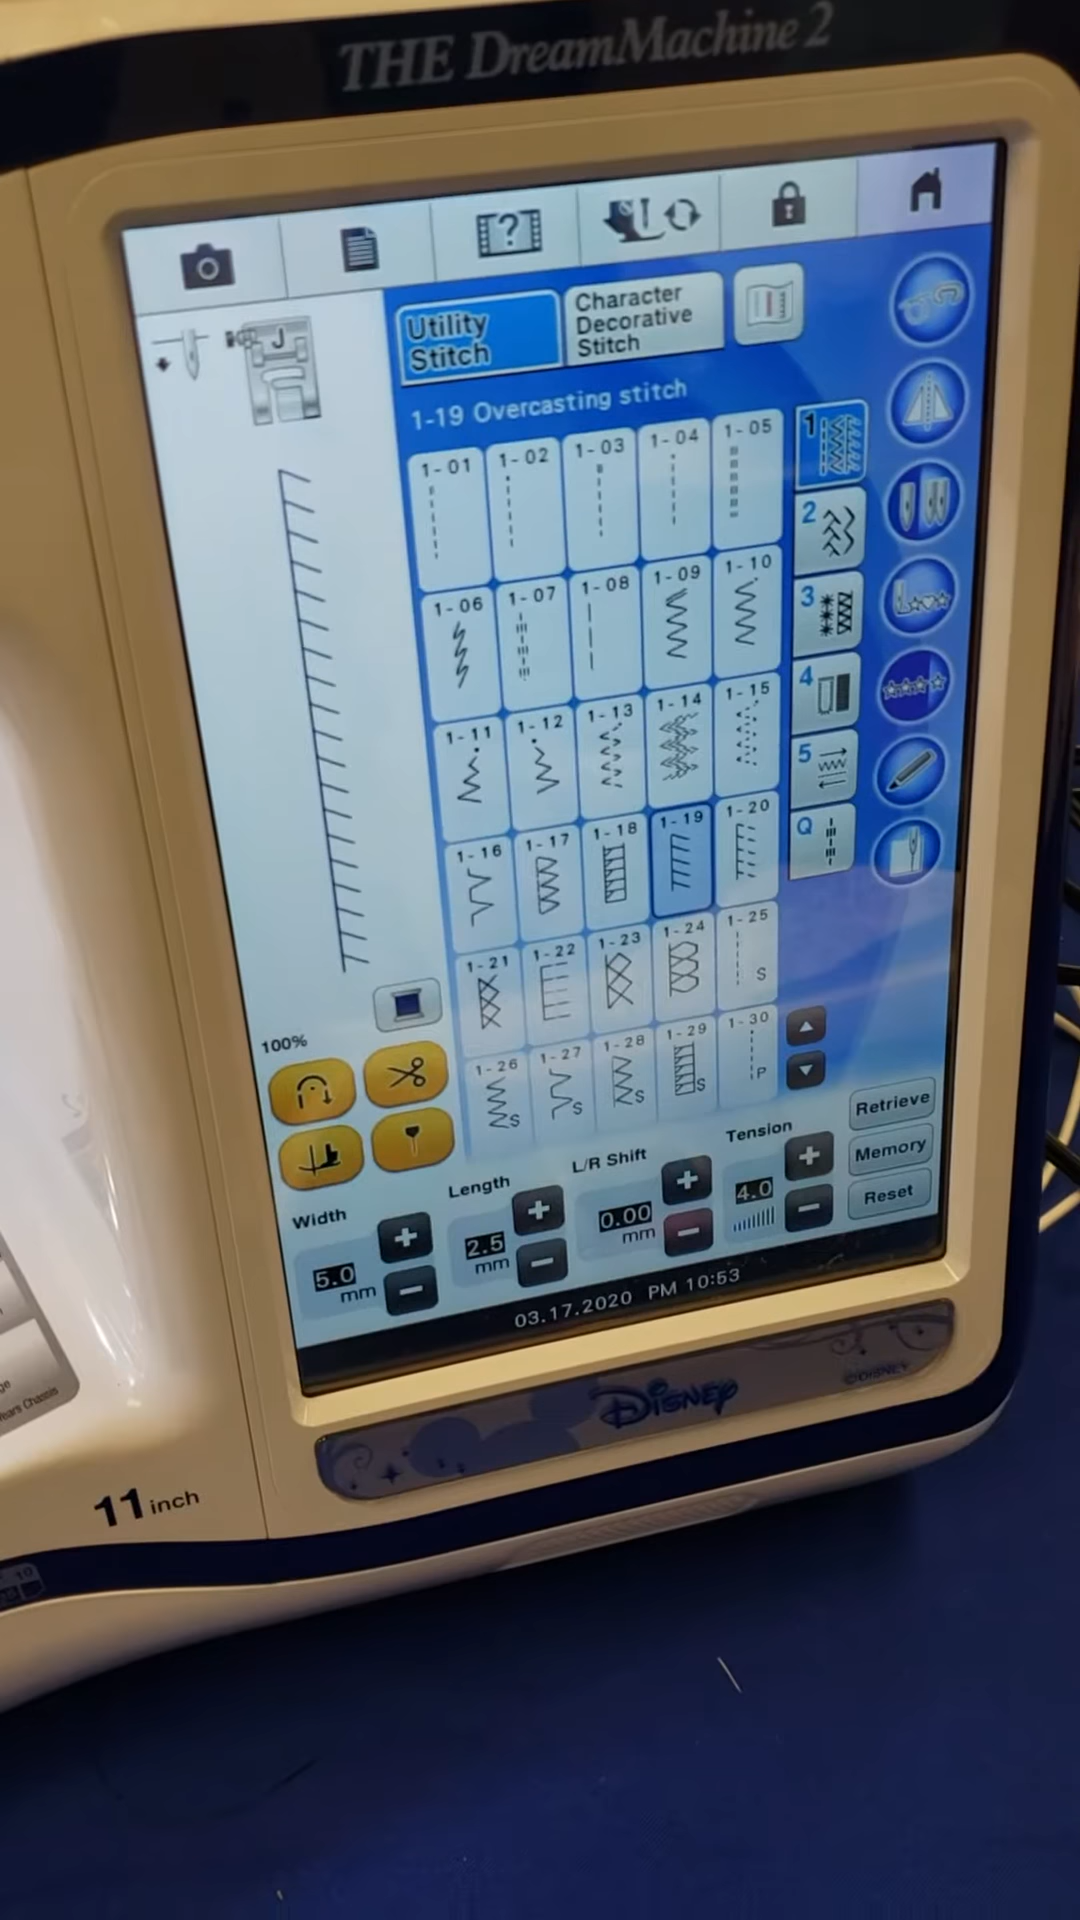 THE DreamMachine 2
J
Utility
Stitch
Character
Decorative
Stitch
1-19 Overcasting stitch
1-01
1-02
1-03
1-04
1-05
1
1-06
1-07
1-08
1-09
1-10
2
3
1-11
1-12
1-13
1-14
1-15
4
5
1-16
1-17
1-18
1-19
1-20
Q
1-21
1-22
1-23
1-24
1-25
S
100%
1-26
S
1-27
S
1-28
S
1-29
S
1-30
P
Retrieve
Memory
Reset
Width
5.0
mm
Length
2.5
mm
L/R Shift
0.00
mm
Tension
4.0
03.17.2020 PM 10:53
Disney
©DISNEY
11 inch
10